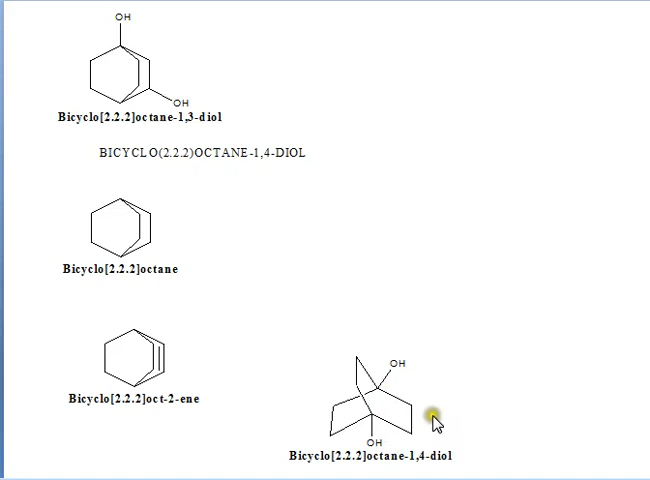 OH
OH
Bicyclo[2.2.2]octane-1,3-diol
BICYCLO(2.2.2)OCTANE-1,4-DIOL
Bicyclo[2.2.2]octane
Bicyclo[2.2.2]oct-2-ene
OH
OH
Bicyclo[2.2.2]octane-1,4-diol